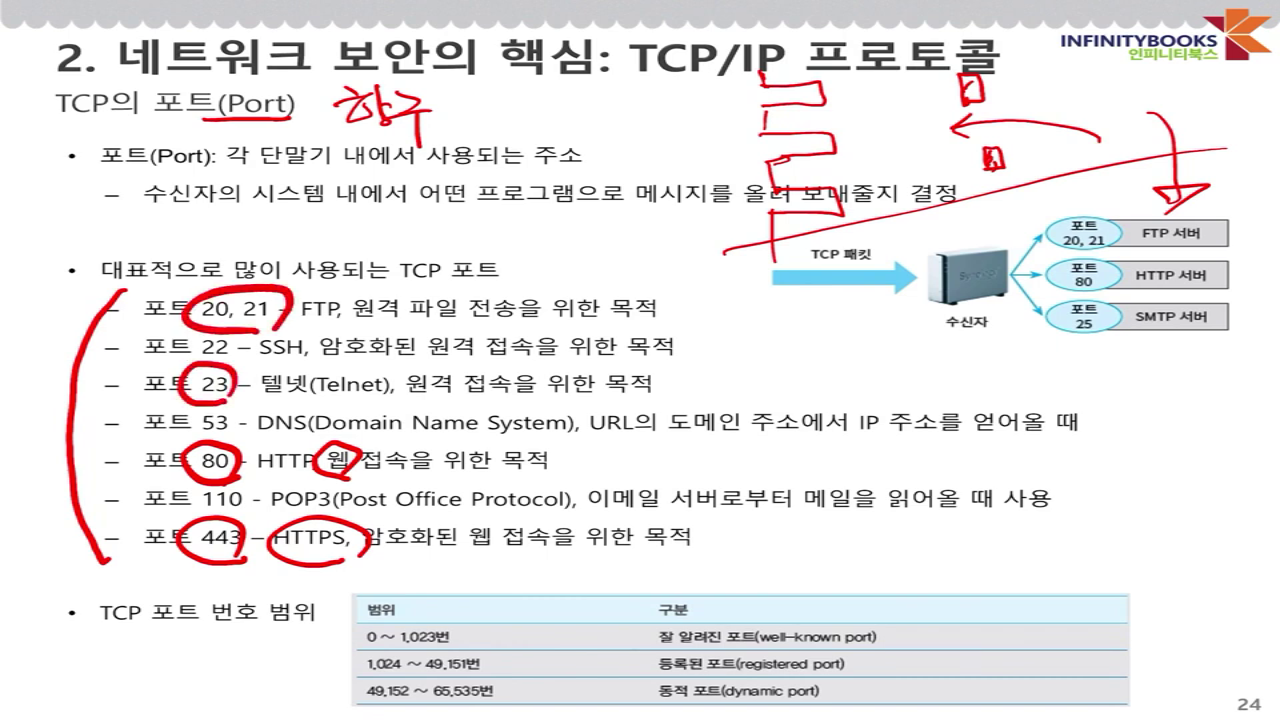 INFINITYBOOKS
인피니티북스
2. 네트워크 보안의 핵심: TCP/IP 프로토콜
TCP의 포트(Port) 항구
• 포트(Port): 각 단말기 내에서 사용되는 주소
– 수신자의 시스템 내에서 어떤 프로그램으로 메시지를 올려 보내줄지 결정
• 대표적으로 많이 사용되는 TCP 포트
– 포트 20, 21 – FTP, 원격 파일 전송을 위한 목적
– 포트 22 – SSH, 암호화된 원격 접속을 위한 목적
– 포트 23 – 텔넷(Telnet), 원격 접속을 위한 목적
– 포트 53 - DNS(Domain Name System), URL의 도메인 주소에서 IP 주소를 얻어올 때
– 포트 80 - HTTP, 웹 접속을 위한 목적
– 포트 110 - POP3(Post Office Protocol), 이메일 서버로부터 메일을 읽어올 때 사용
– 포트 443 – HTTPS, 암호화된 웹 접속을 위한 목적
TCP 패킷
수신자
포트 20, 21
FTP 서버
포트 80
HTTP 서버
포트 25
SMTP 서버
• TCP 포트 번호 범위
범위 구분
0 ~ 1,023번 잘 알려진 포트(well-known port)
1,024 ~ 49,151번 등록된 포트(registered port)
49,152 ~ 65,535번 동적 포트(dynamic port)
24